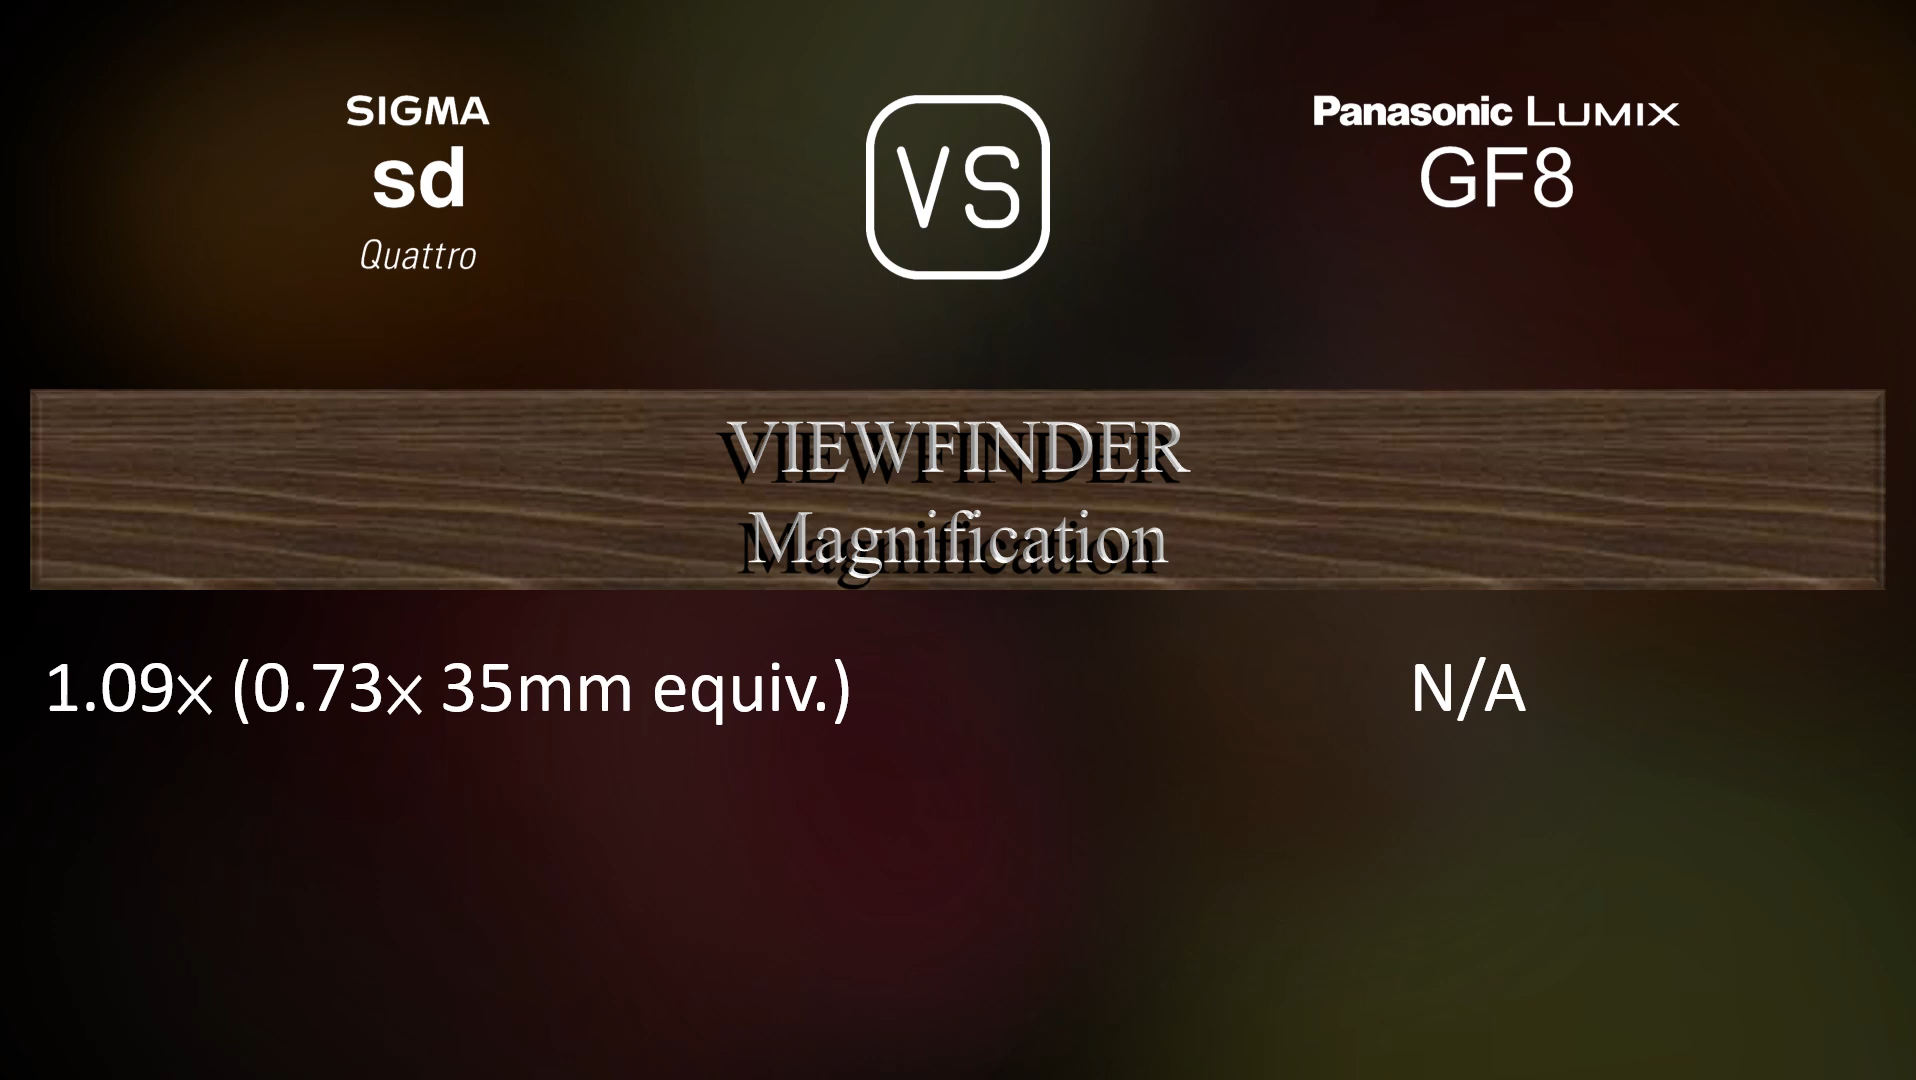 SIGMA
sd
Quattro
VS
Panasonic LUMIX
GF8
VIEWFINDER
Magnification
1.09x (0.73x 35mm equiv.)
N/A